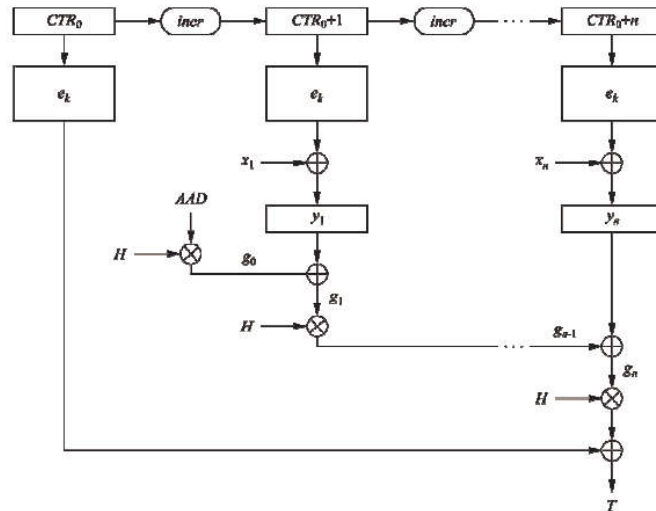 CTR₀ incr CTR₀+1 incr ... CTR₀+n
eₖ eₖ eₖ
x₁ xₙ
AAD y₁ yₙ
H g₀
g₁
H ... gₙ₋₁
gₙ
H
T